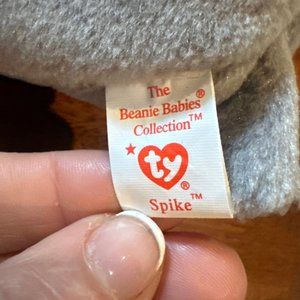 The
Beanie Babies®
Collection™
ty
Spike™